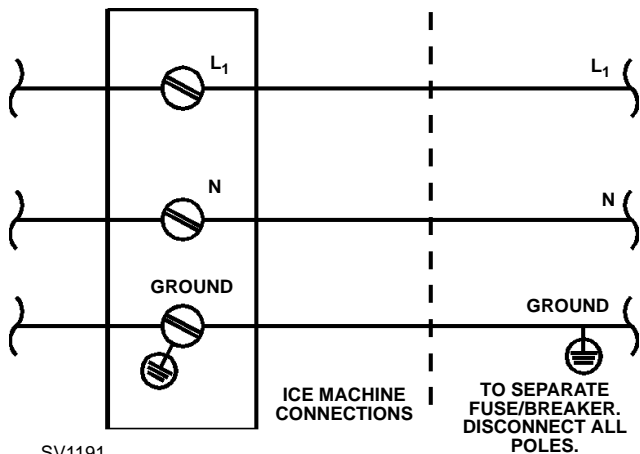 L1
L1
N
N
GROUND
GROUND
ICE MACHINE
CONNECTIONS
TO SEPARATE
FUSE/BREAKER.
DISCONNECT ALL
POLES.
SV1191